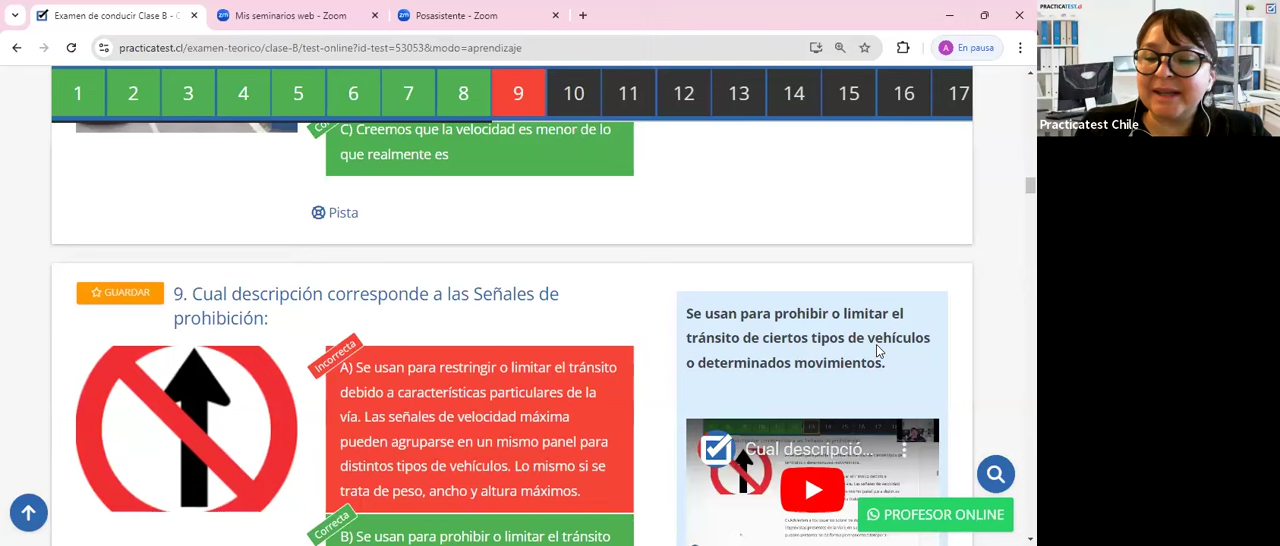 Examen de conducir Clase B - C
Mis seminarios web - Zoom
Posasistente - Zoom
practicatest.cl/examen-teorico/clase-B/test-online?id-test=53053&modo=aprendizaje
A En pausa
PRACTICATEST.cl
Practicatest Chile
1 2 3 4 5 6 7 8 9 10 11 12 13 14 15 16 17
C) Creemos que la velocidad es menor de lo
que realmente es
Pista
GUARDAR
9. Cual descripción corresponde a las Señales de
prohibición:
Incorrecta
A) Se usan para restringir o limitar el tránsito
debido a características particulares de la
vía. Las señales de velocidad máxima
pueden agruparse en un mismo panel para
distintos tipos de vehículos. Lo mismo si se
trata de peso, ancho y altura máximos.
Correcta
B) Se usan para prohibir o limitar el tránsito
Se usan para prohibir o limitar el
tránsito de ciertos tipos de vehículos
o determinados movimientos.
Cual descripció...
PROFESOR ONLINE